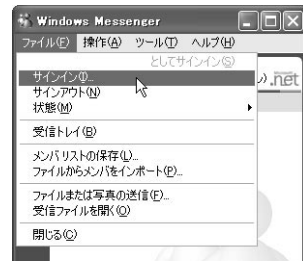 Windows Messenger
ファイル(F) 操作(A) ツール(T) ヘルプ(H)
としてサインイン(S)
サインイン(I)...
サインアウト(N)
状態(M)
.net
受信トレイ(B)
メンバ リストの保存(L)...
ファイルからメンバをインポート(P)...
ファイルまたは写真の送信(F)...
受信ファイルを開く(O)
閉じる(C)